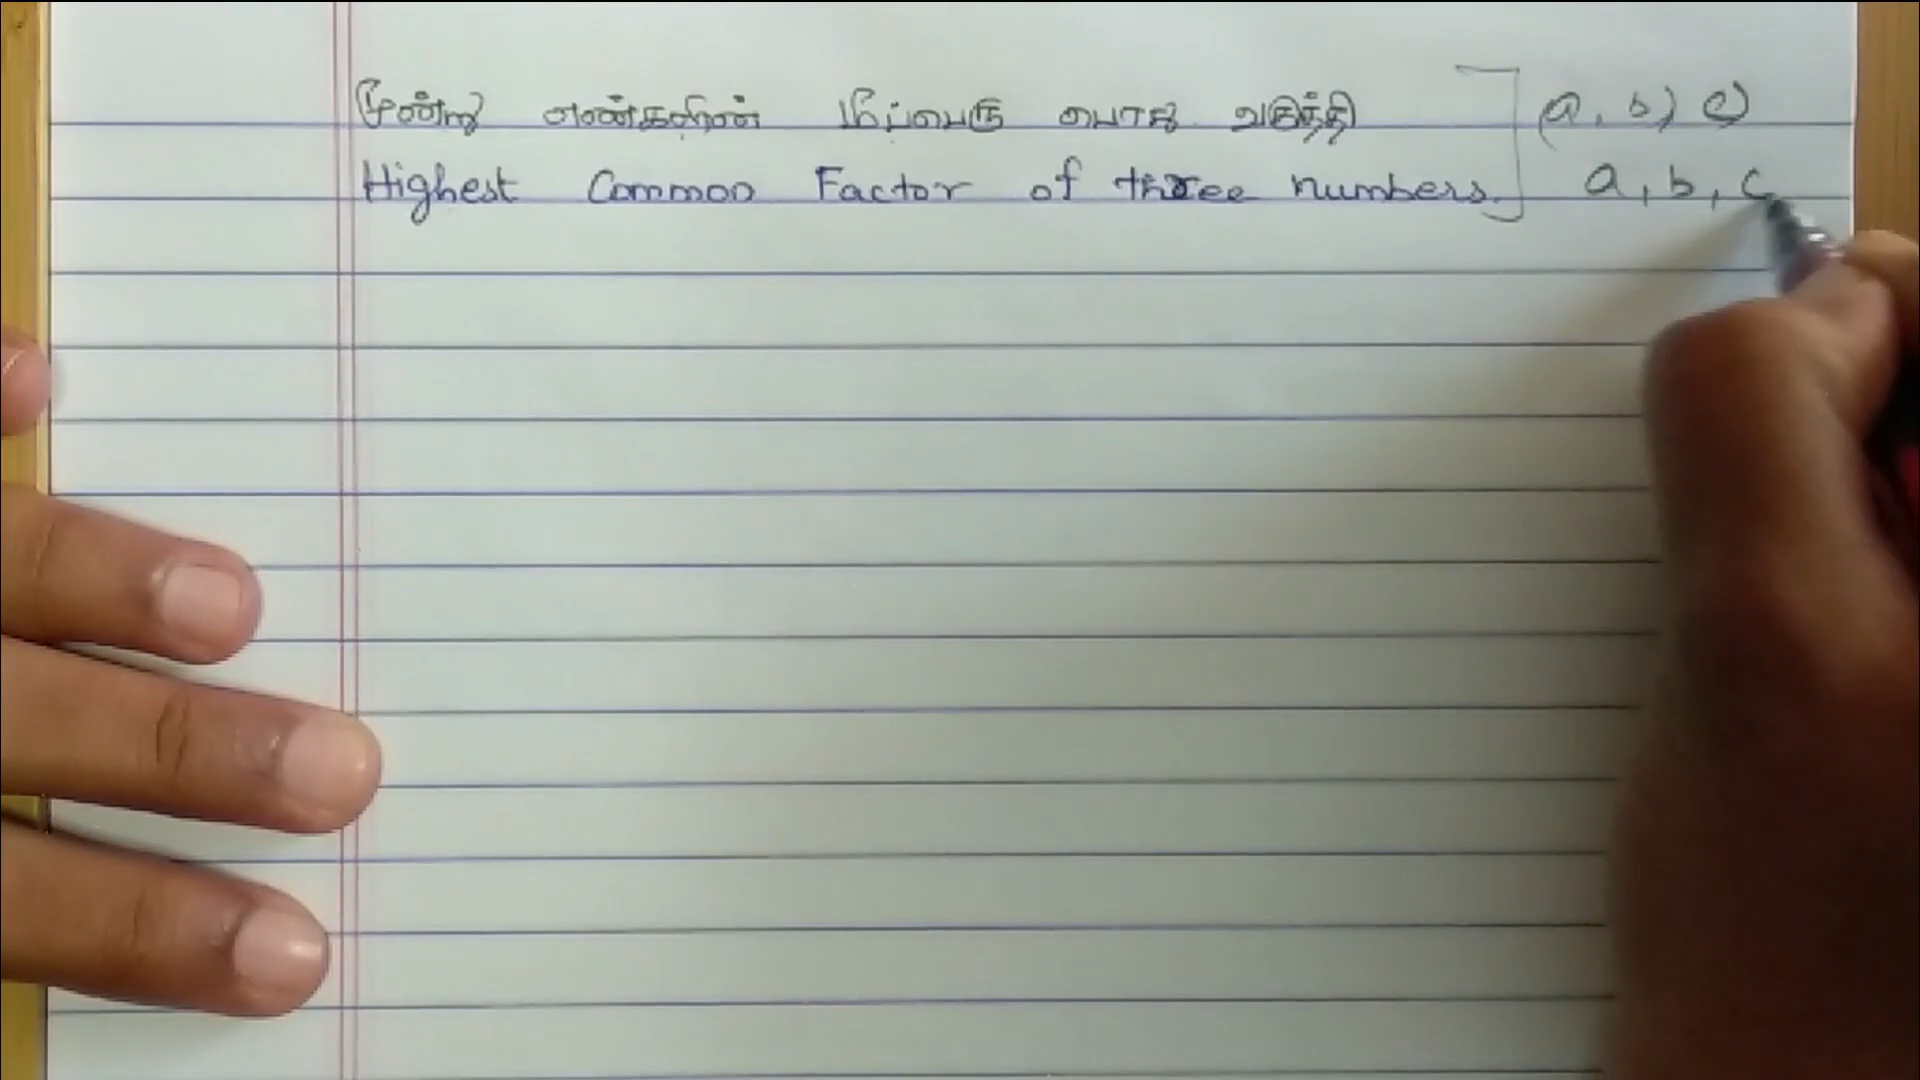 மூன்று எண்களின் மீப்பெரு பொது வகுத்தி (a, b) c)
Highest Common Factor of three numbers. a, b, c